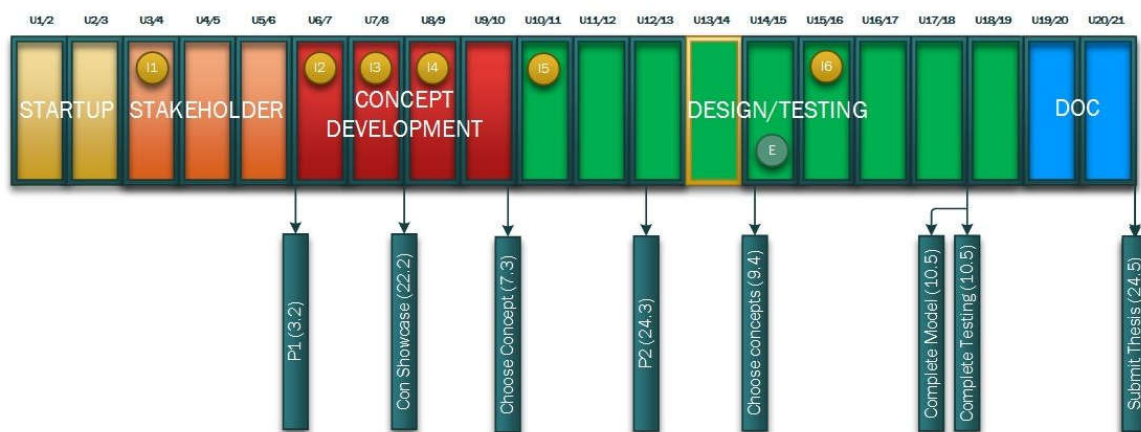 U1/2 U2/3 U3/4 U4/5 U5/6 U6/7 U7/8 U8/9 U9/10 U10/11 U11/12 U12/13 U13/14 U14/15 U15/16 U16/17 U17/18 U18/19 U19/20 U20/21
I1 I2 I3 I4 I5 I6
STARTUP STAKEHOLDER CONCEPT DESIGN/TESTING DOC
DEVELOPMENT
E
P1 (3.2)
Con Showcase (22.2)
Choose Concept (7.3)
P2 (24.3)
Choose concepts (9.4)
Complete Model (10.5)
Complete Testing (10.5)
Submit Thesis (24.5)